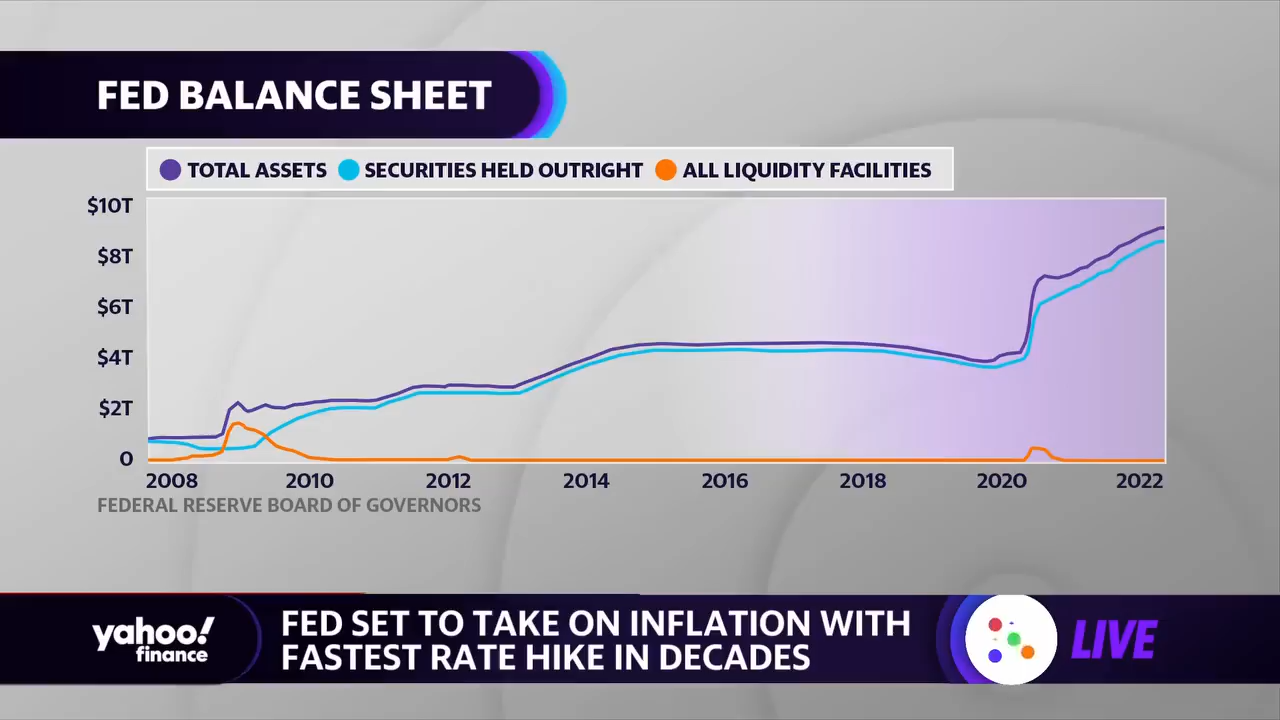 FED BALANCE SHEET
TOTAL ASSETS SECURITIES HELD OUTRIGHT ALL LIQUIDITY FACILITIES
$10T
$8T
$6T
$4T
$2T
0
2008 2010 2012 2014 2016 2018 2020 2022
FEDERAL RESERVE BOARD OF GOVERNORS
yahoo!
finance
FED SET TO TAKE ON INFLATION WITH
FASTEST RATE HIKE IN DECADES
LIVE